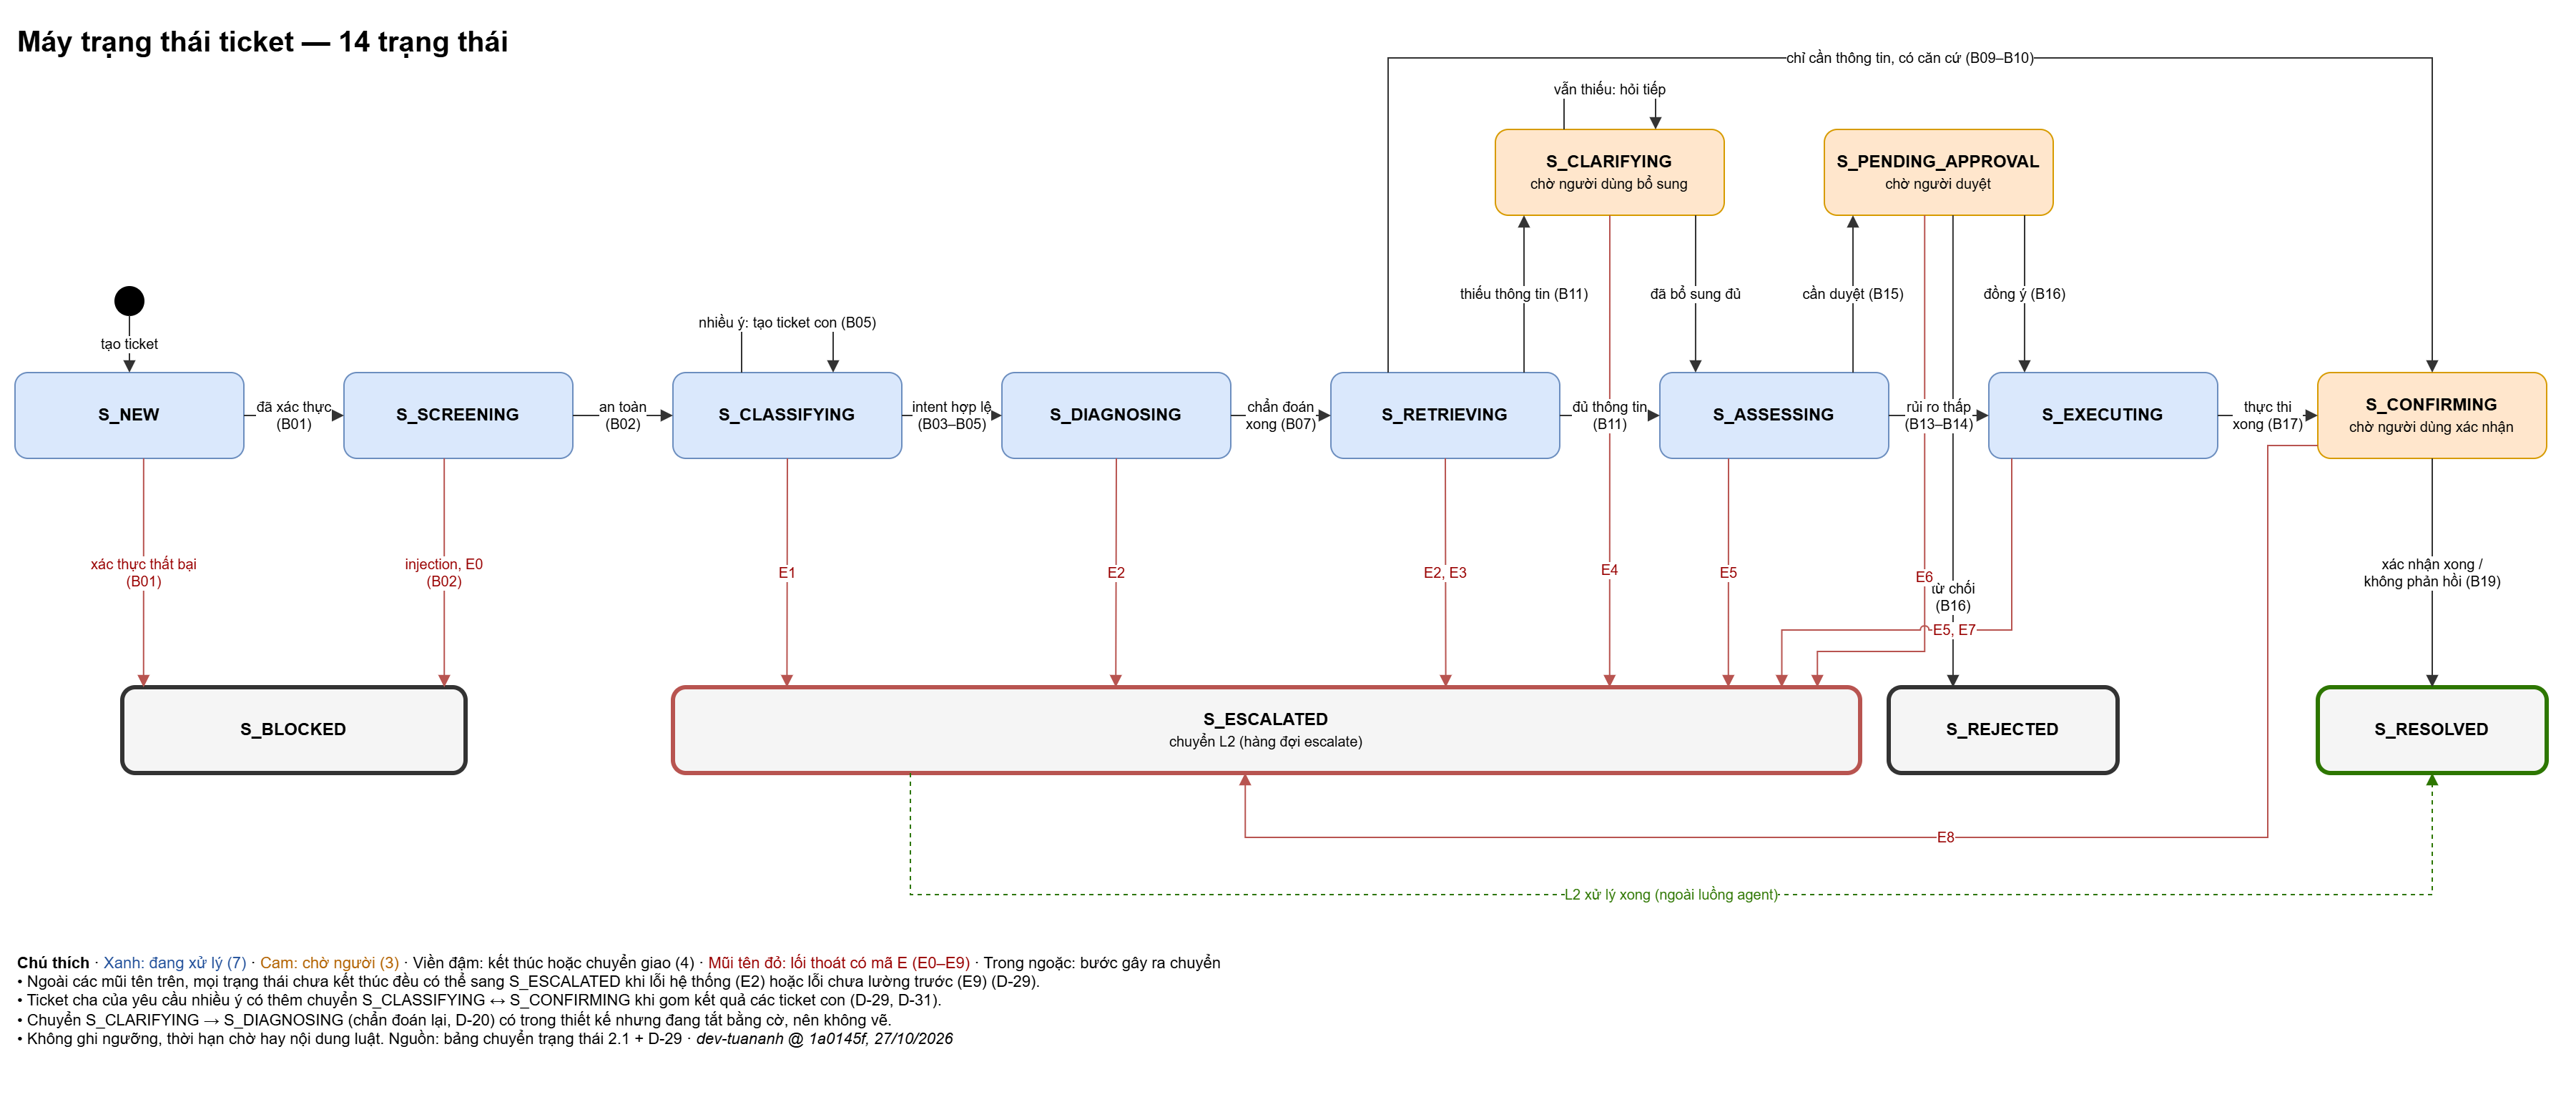 Máy trạng thái ticket — 14 trạng thái
chỉ cần thông tin, có căn cứ (B09–B10)
vẫn thiếu: hỏi tiếp
S_CLARIFYING
chờ người dùng bổ sung
S_PENDING_APPROVAL
chờ người duyệt
thiếu thông tin (B11)
đã bổ sung đủ
cần duyệt (B15)
đồng ý (B16)
nhiều ý: tạo ticket con (B05)
tạo ticket
S_NEW
đã xác thực
(B01)
S_SCREENING
an toàn
(B02)
S_CLASSIFYING
intent hợp lệ
(B03–B05)
S_DIAGNOSING
chẩn đoán
xong (B07)
S_RETRIEVING
đủ thông tin
(B11)
S_ASSESSING
rủi ro thấp
(B13–B14)
S_EXECUTING
thực thi
xong (B17)
S_CONFIRMING
chờ người dùng xác nhận
xác thực thất bại
(B01)
injection, E0
(B02)
E1
E2
E2, E3
E4
E5
E6
từ chối
(B16)
E5, E7
xác nhận xong /
không phản hồi (B19)
S_BLOCKED
S_ESCALATED
chuyển L2 (hàng đợi escalate)
S_REJECTED
S_RESOLVED
E8
L2 xử lý xong (ngoài luồng agent)
Chú thích · Xanh: đang xử lý (7) · Cam: chờ người (3) · Viền đậm: kết thúc hoặc chuyển giao (4) · Mũi tên đỏ: lối thoát có mã E (E0–E9) · Trong ngoặc: bước gây ra chuyển
• Ngoài các mũi tên trên, mọi trạng thái chưa kết thúc đều có thể sang S_ESCALATED khi lỗi hệ thống (E2) hoặc lỗi chưa lường trước (E9) (D-29).
• Ticket cha của yêu cầu nhiều ý có thêm chuyển S_CLASSIFYING ↔ S_CONFIRMING khi gom kết quả các ticket con (D-29, D-31).
• Chuyển S_CLARIFYING → S_DIAGNOSING (chẩn đoán lại, D-20) có trong thiết kế nhưng đang tắt bằng cờ, nên không vẽ.
• Không ghi ngưỡng, thời hạn chờ hay nội dung luật. Nguồn: bảng chuyển trạng thái 2.1 + D-29 · dev-tuananh @ 1a0145f, 27/10/2026